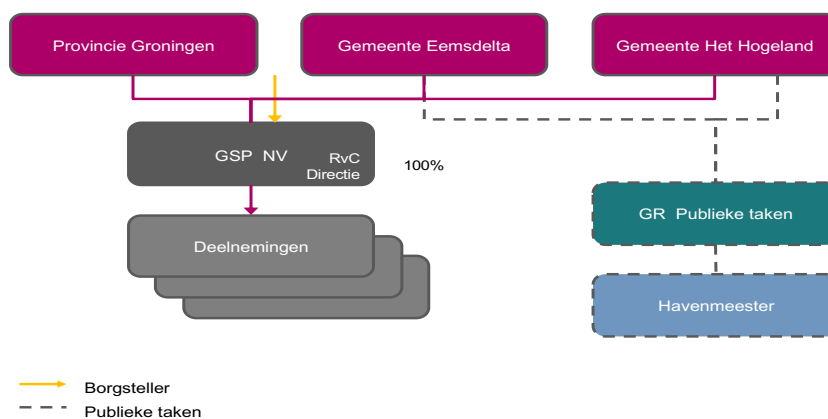 Provincie Groningen
Gemeente Eemsdelta
Gemeente Het Hogeland
GSP NV
RvC
Directie
100%
Deelnemingen
GR Publieke taken
Havenmeester
Borgsteller
Publieke taken